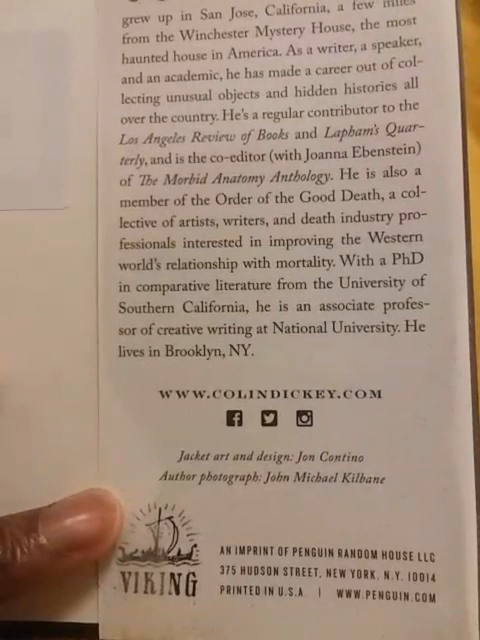 grew up in San Jose, California, a few miles
from the Winchester Mystery House, the most
haunted house in America. As a writer, a speaker,
and an academic, he has made a career out of col-
lecting unusual objects and hidden histories all
over the country. He's a regular contributor to the
Los Angeles Review of Books and Lapham's Quar-
terly, and is the co-editor (with Joanna Ebenstein)
of The Morbid Anatomy Anthology. He is also a
member of the Order of the Good Death, a col-
lective of artists, writers, and death industry pro-
fessionals interested in improving the Western
world's relationship with mortality. With a PhD
in comparative literature from the University of
Southern California, he is an associate profes-
sor of creative writing at National University. He
lives in Brooklyn, NY.
WWW.COLINDICKEY.COM
Jacket art and design: Jon Contino
Author photograph: John Michael Kilbane
VIKING
AN IMPRINT OF PENGUIN RANDOM HOUSE LLC
375 HUDSON STREET, NEW YORK, N.Y. 10014
PRINTED IN U.S.A. | WWW.PENGUIN.COM